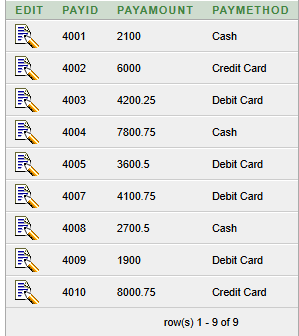 EDIT PAYID PAYAMOUNT PAYMETHOD
4001 2100 Cash
4002 6000 Credit Card
4003 4200.25 Debit Card
4004 7800.75 Cash
4005 3600.5 Debit Card
4007 4100.75 Debit Card
4008 2700.5 Cash
4009 1900 Debit Card
4010 8000.75 Credit Card
row(s) 1 - 9 of 9